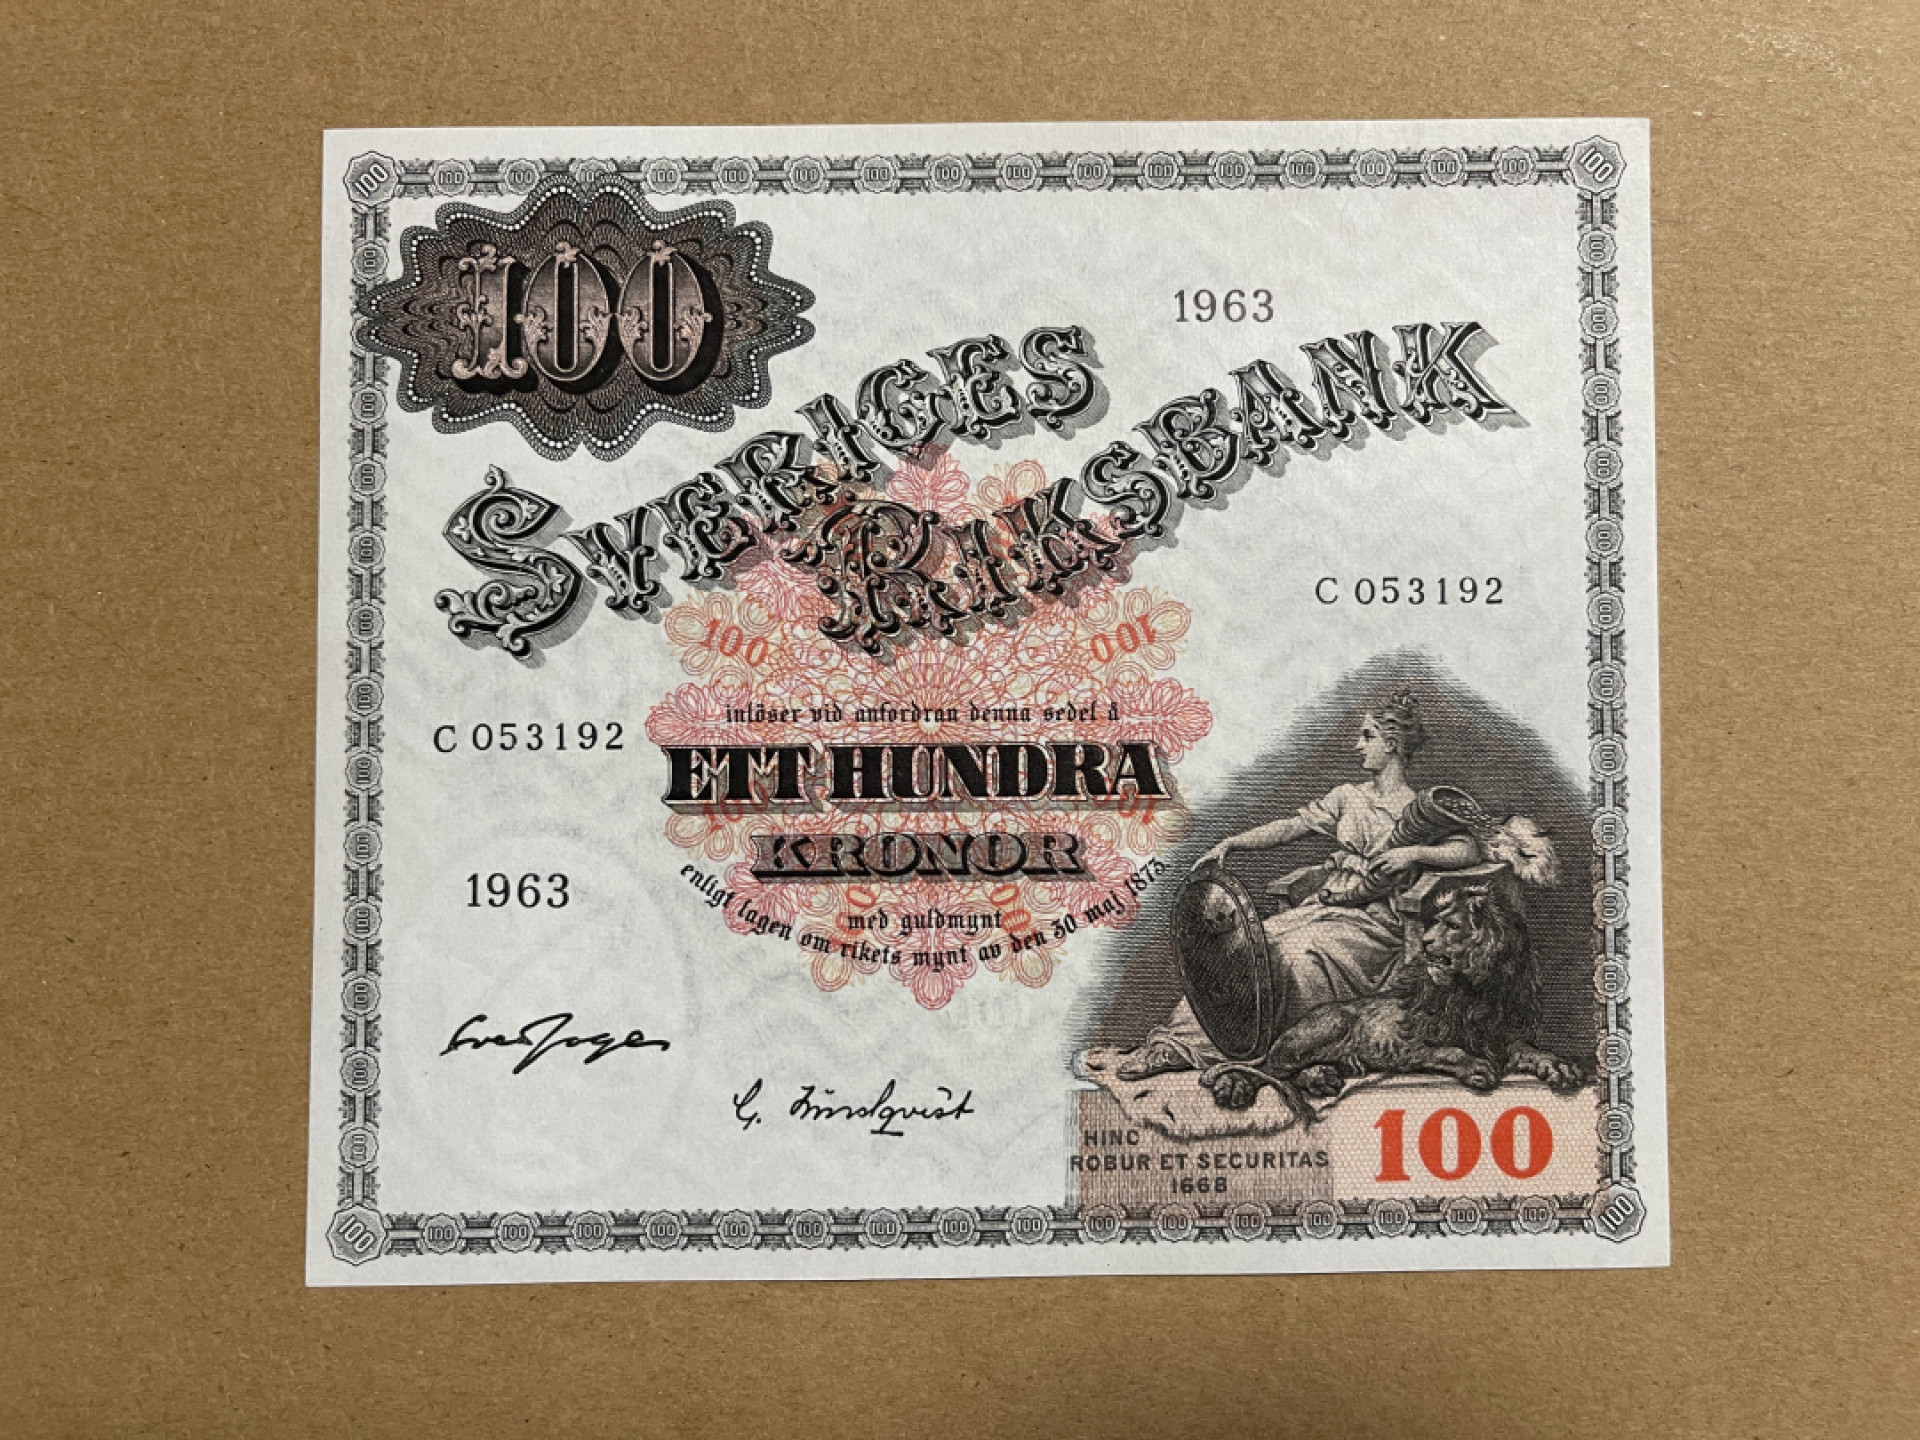 100
1963
SVERIGES
RIKSBANK
C 053192
100 100
inlöser vid anfordran denna sedel å
C 053192
ETT HUNDRA
KRONOR
1963
med guldmynt
enligt lagen om rikets mynt av den 30 maj 1873.
G. Lindqvist
HINC
ROBUR ET SECURITAS
1668
100